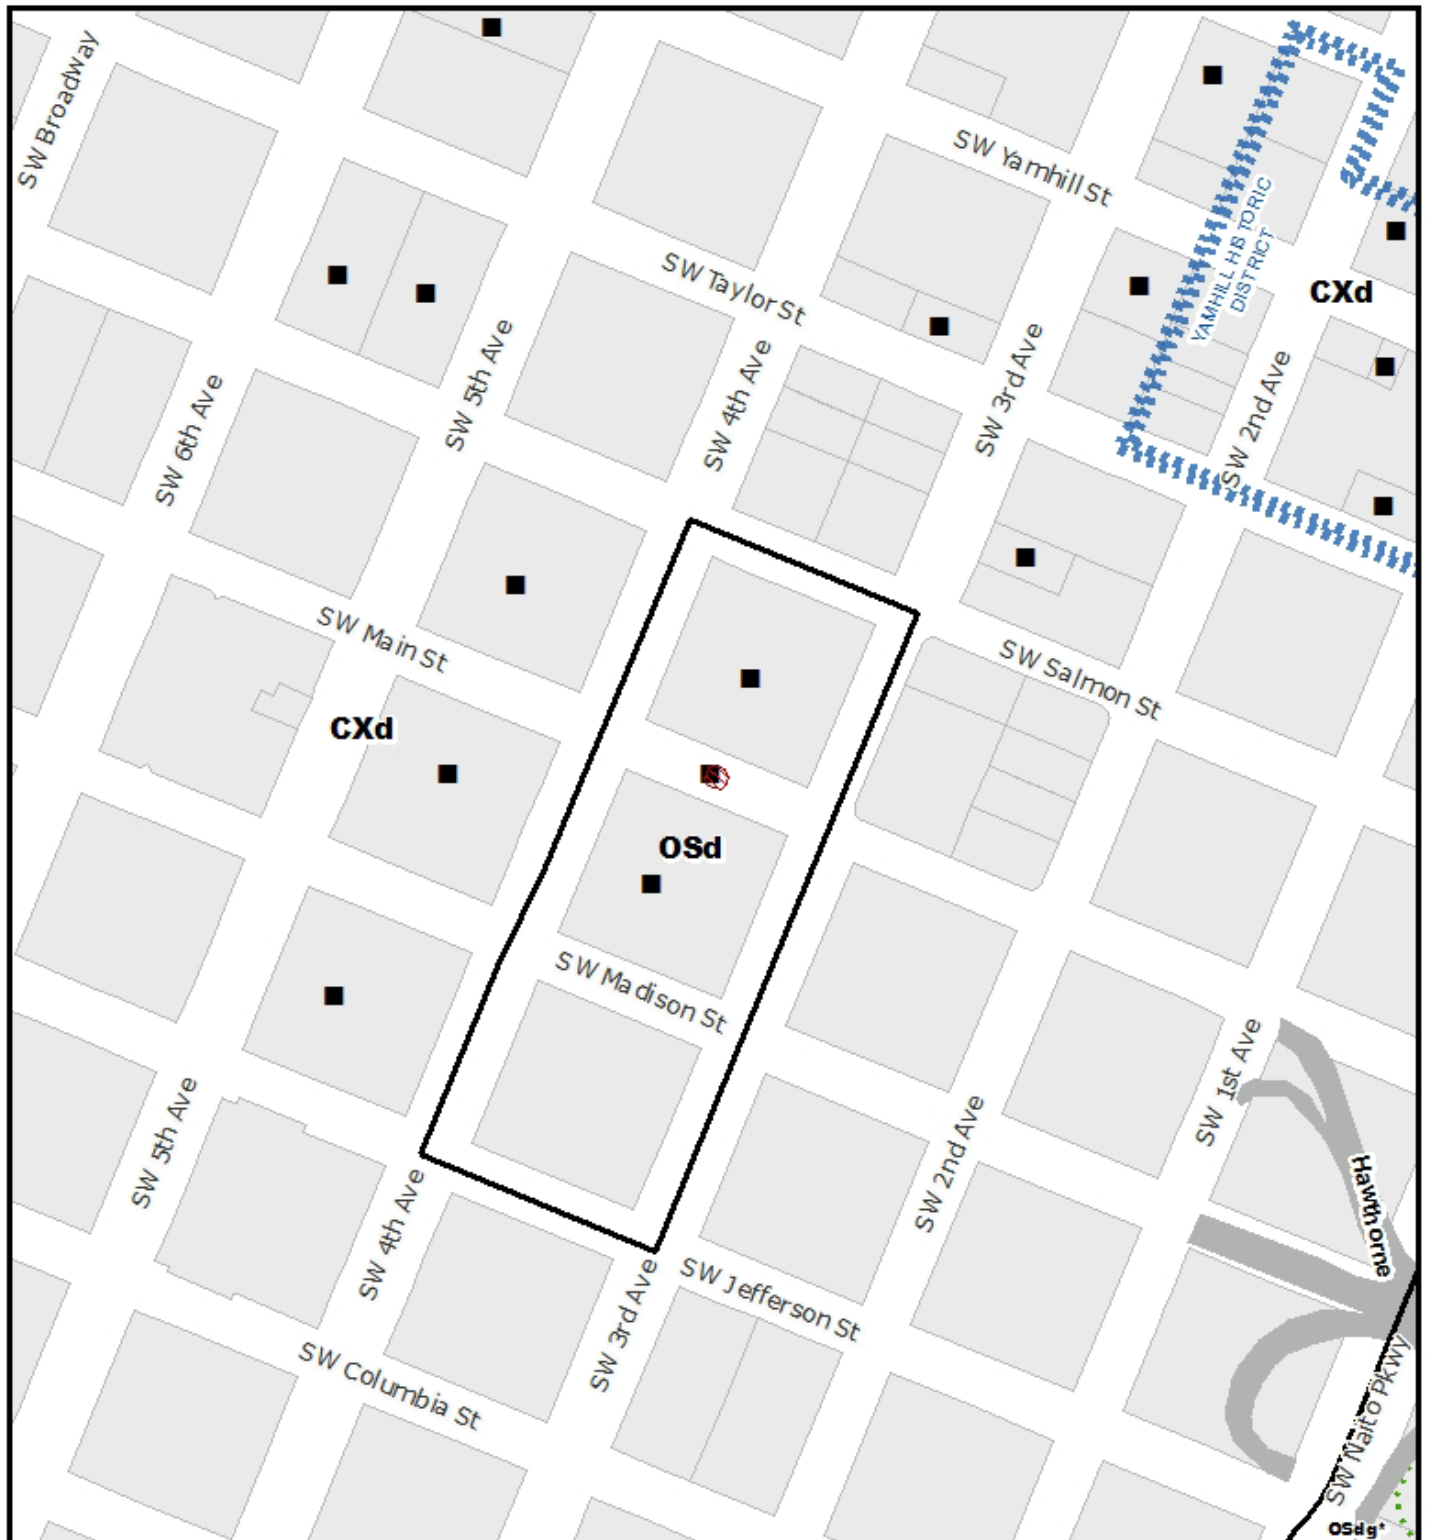 SW Broadway
SW Yamhill St
YAMHILL HISTORIC
DISTRICT
SW Taylor St
CXd
SW 5th Ave
SW 4th Ave
SW 3rd Ave
SW 2nd Ave
SW 6th Ave
SW Main St
SW Salmon St
CXd
OSd
SW Madison St
SW 1st Ave
SW 5th Ave
SW 4th Ave
SW 2nd Ave
Hawthorne
SW 3rd Ave
SW Jefferson St
SW Columbia St
SW Naito Pkwy
OSdg*